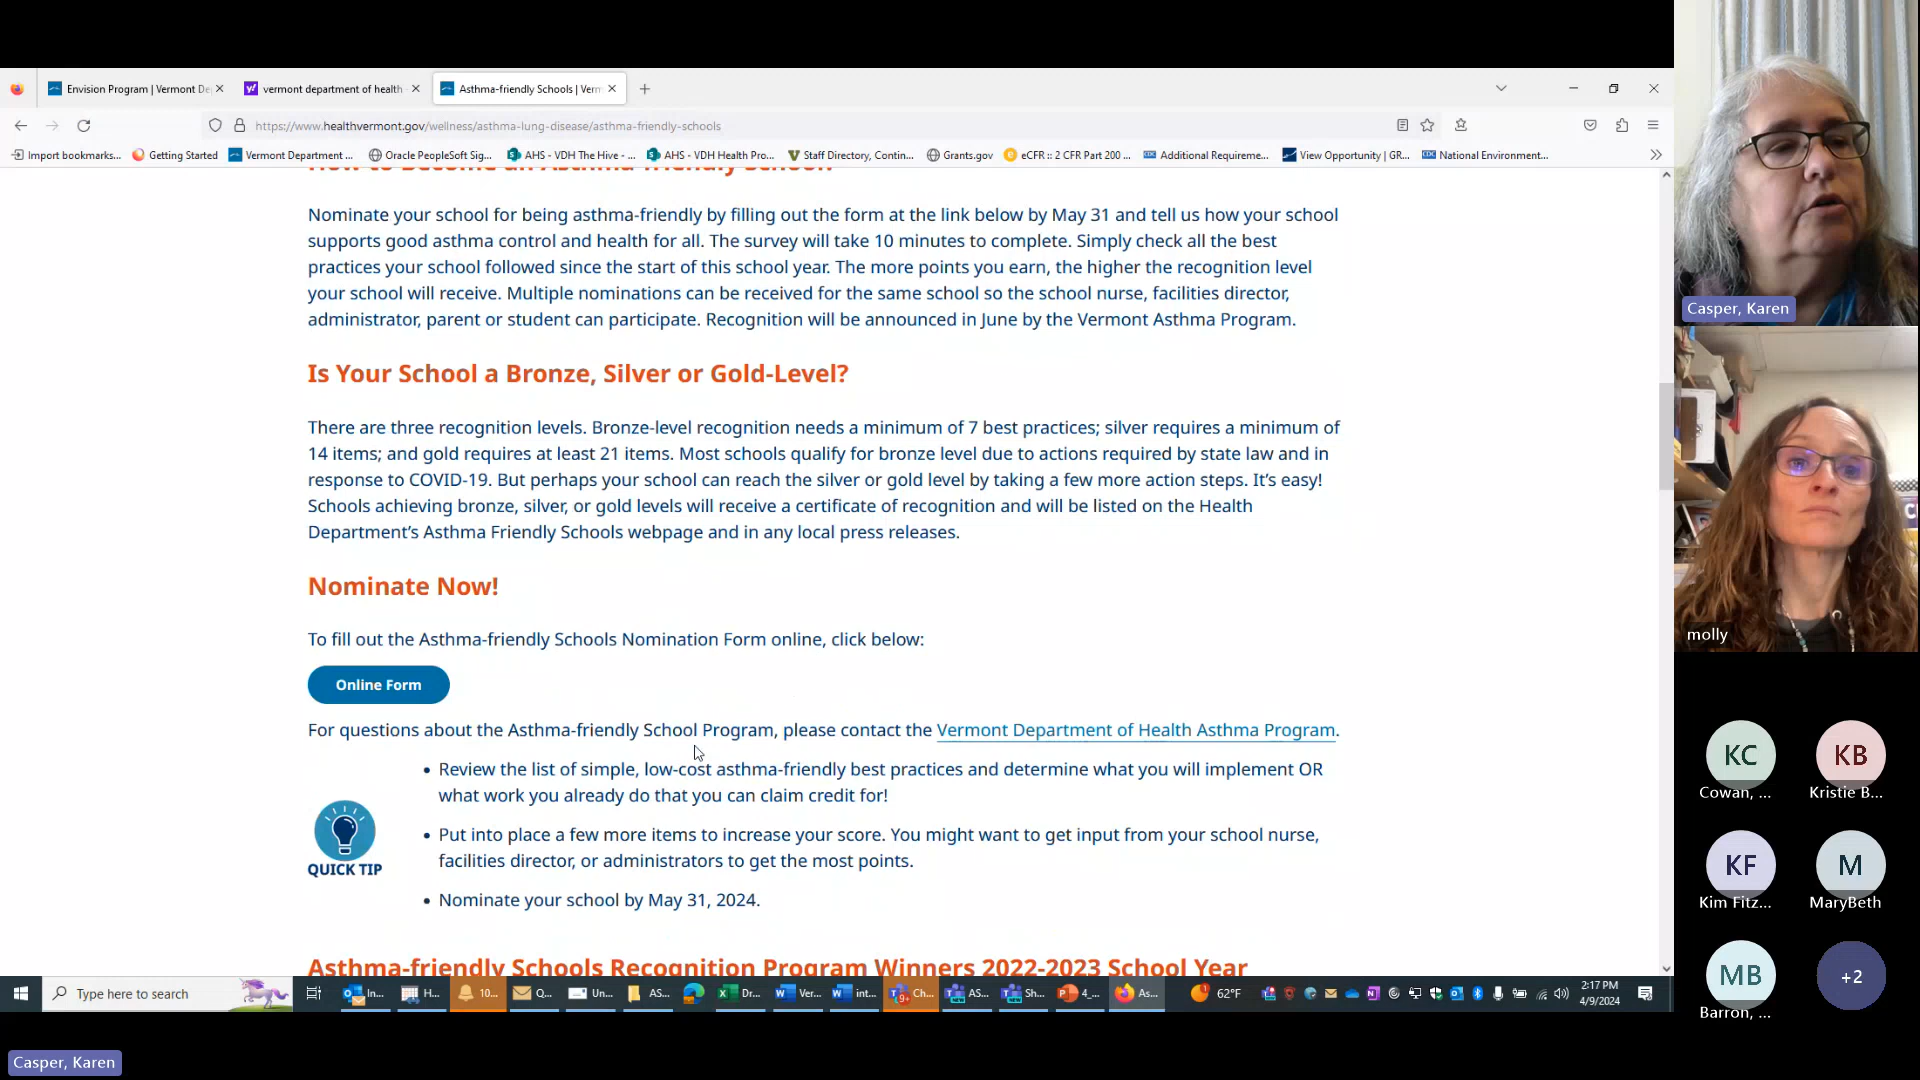 Envision Program | Vermont De
vermont department of health
Asthma-friendly Schools | Verm
https://www.healthvermont.gov/wellness/asthma-lung-disease/asthma-friendly-schools
Import bookmarks... Getting Started Vermont Department ... Oracle PeopleSoft Sig... AHS - VDH The Hive - ... AHS - VDH Health Pro... Staff Directory, Contin... Grants.gov eCFR :: 2 CFR Part 200 ... Additional Requireme... View Opportunity | GR... National Environment...
How to Become an Asthma-friendly School?
Nominate your school for being asthma-friendly by filling out the form at the link below by May 31 and tell us how your school
supports good asthma control and health for all. The survey will take 10 minutes to complete. Simply check all the best
practices your school followed since the start of this school year. The more points you earn, the higher the recognition level
your school will receive. Multiple nominations can be received for the same school so the school nurse, facilities director,
administrator, parent or student can participate. Recognition will be announced in June by the Vermont Asthma Program.
Is Your School a Bronze, Silver or Gold-Level?
There are three recognition levels. Bronze-level recognition needs a minimum of 7 best practices; silver requires a minimum of
14 items; and gold requires at least 21 items. Most schools qualify for bronze level due to actions required by state law and in
response to COVID-19. But perhaps your school can reach the silver or gold level by taking a few more action steps. It's easy!
Schools achieving bronze, silver, or gold levels will receive a certificate of recognition and will be listed on the Health
Department's Asthma Friendly Schools webpage and in any local press releases.
Nominate Now!
To fill out the Asthma-friendly Schools Nomination Form online, click below:
Online Form
For questions about the Asthma-friendly School Program, please contact the Vermont Department of Health Asthma Program.
• Review the list of simple, low-cost asthma-friendly best practices and determine what you will implement OR
what work you already do that you can claim credit for!
• Put into place a few more items to increase your score. You might want to get input from your school nurse,
facilities director, or administrators to get the most points.
QUICK TIP
• Nominate your school by May 31, 2024.
Asthma-friendly Schools Recognition Program Winners 2022-2023 School Year
Type here to search
In... H... 10... Q... Un... AS... Dr... Ver... int... Ch... AS... Sh... 4_... As... 62°F
2:17 PM
4/9/2024
Casper, Karen
molly
KC
Cowan, ...
KB
Kristie B...
KF
Kim Fitz...
M
MaryBeth
MB
Barron, ...
+2
Casper, Karen